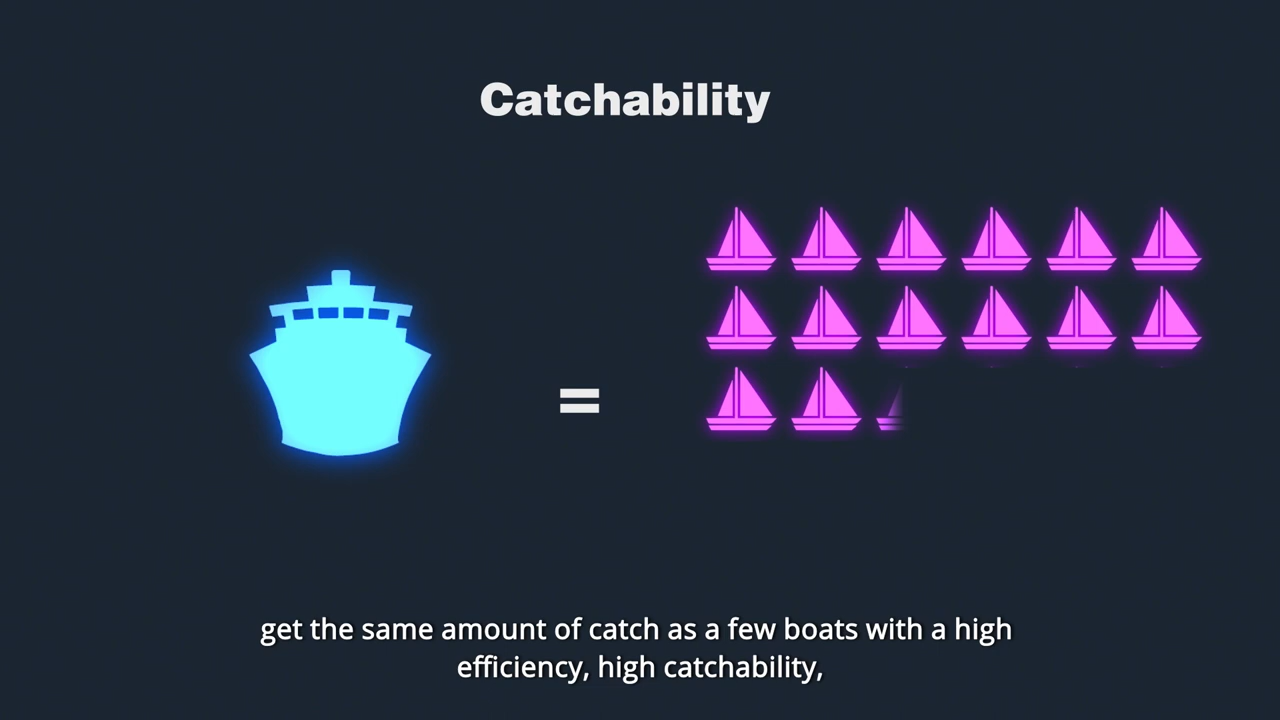 Catchability
=
get the same amount of catch as a few boats with a high
efficiency, high catchability,